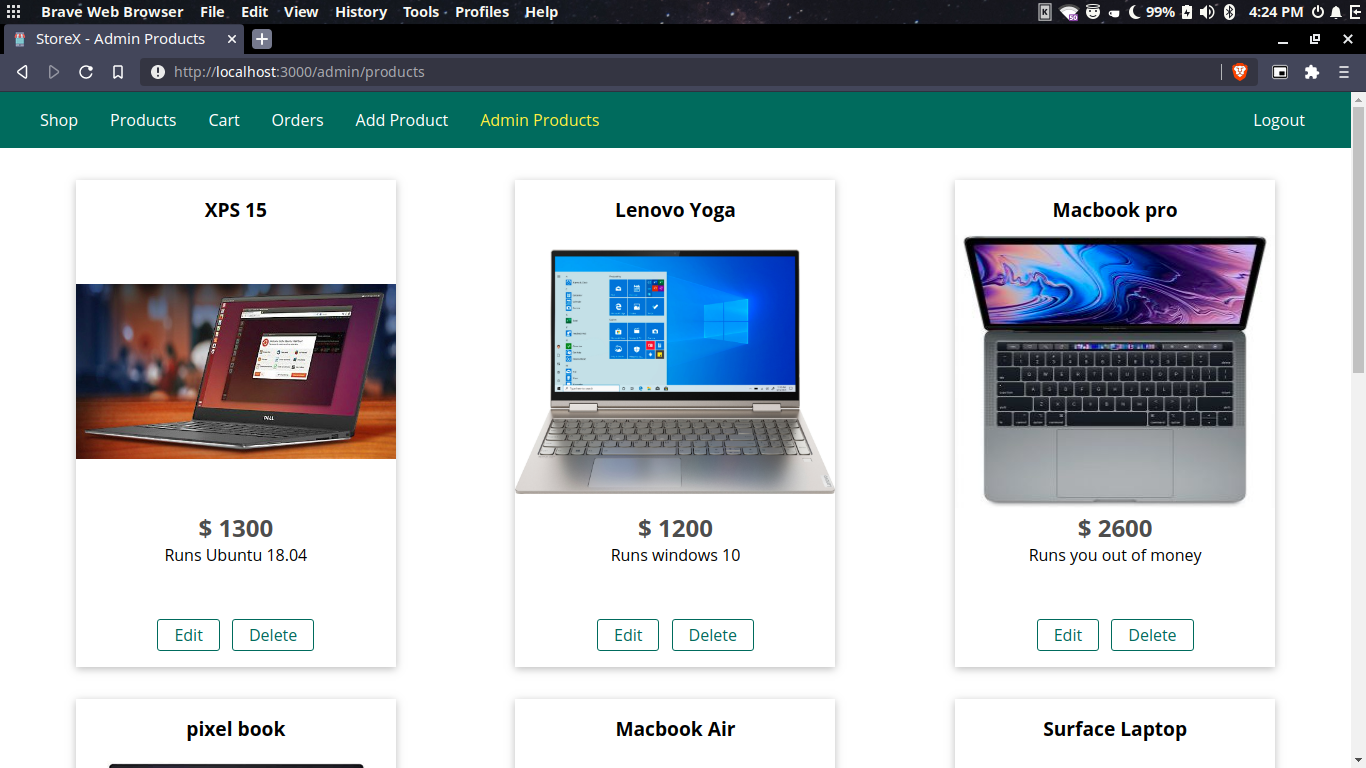 Brave Web Browser File Edit View History Tools Profiles Help 99% 4:24 PM
StoreX - Admin Products
http://localhost:3000/admin/products
Shop Products Cart Orders Add Product Admin Products Logout
XPS 15 Lenovo Yoga Macbook pro
DELL
$ 1300 $ 1200 $ 2600
Runs Ubuntu 18.04 Runs windows 10 Runs you out of money
Edit Delete Edit Delete Edit Delete
pixel book Macbook Air Surface Laptop